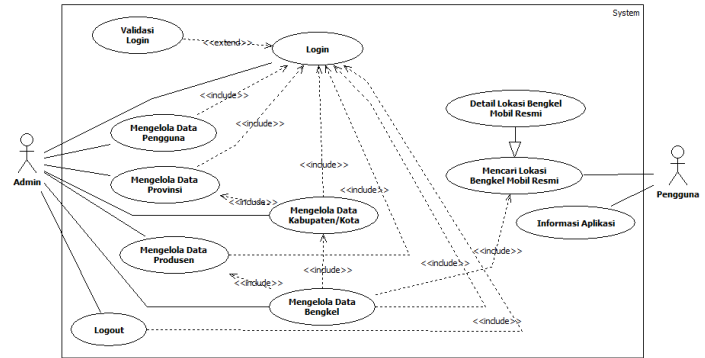 System
Validasi
Login
<<extend>>
Login
<<include>>
Mengelola Data
Pengguna
<<include>>
Detail Lokasi Bengkel
Mobil Resmi
Admin
Mengelola Data
Provinsi
<<include>>
<<include>>
<<include>>
Mencari Lokasi
Bengkel Mobil Resmi
Pengguna
Mengelola Data
Kabupaten/Kota
Informasi Aplikasi
Mengelola Data
Produsen
<<include>>
<<include>>
<<include>>
<<include>>
Mengelola Data
Bengkel
Logout
<<include>>